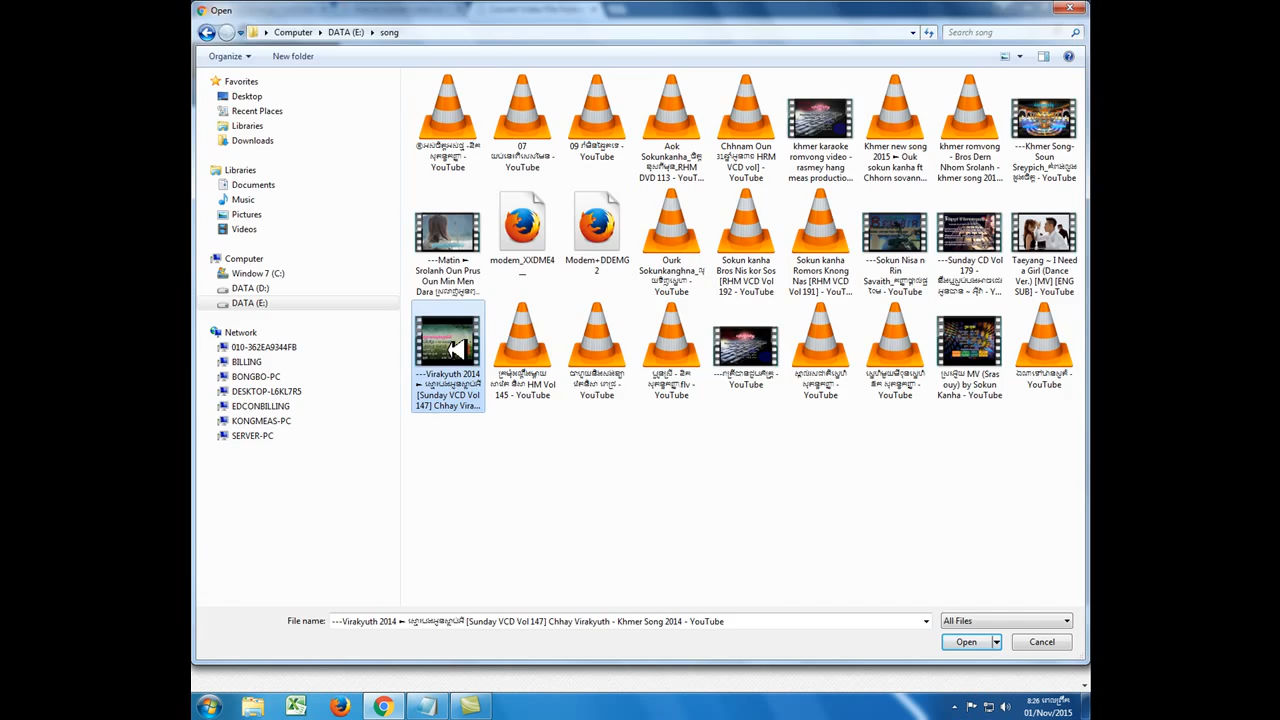 Open
Computer ▸ DATA (E:) ▸ song
Search song
Organize
New folder
Favorites
Desktop
Recent Places
Libraries
Downloads
Libraries
Documents
Music
Pictures
Videos
Computer
Windows 7 (C:)
DATA (D:)
DATA (E:)
Network
010-362EA9344FB
BILLING
BONGBO-PC
DESKTOP-L6KL7R5
EDCONBILLING
KONGMEAS-PC
SERVER-PC
YouTube
07
YouTube
09
YouTube
Aok
Sokunkanha
RHM
DVD 113 - YouT...
Chhnam Oun
HRM
VCD vol] -
YouTube
khmer karaoke
romvong video -
rasmey hang
meas productio...
Khmer new song
2015 ► Ouk
sokun kanha ft
Chhorn sovann...
khmer romvong
- Bros Dern
Nhom Srolanh -
khmer song 201...
---Khmer Song-
Soun
Sreypich
- YouTube
---Matin ►
Srolanh Oun Prus
Oun Min Men
Dara
modem_XXDME4...
Modem+DDEMG
2
Ourk
Sokunkanghna
YouTube
Sokun kanha
Bros Nis kor Sos
[RHM VCD Vol
192 - YouTube
Sokun kanha
Romors Knong
Nas [RHM VCD
Vol 191] - YouT...
---Sokun Nisa n
Rin
Savaith
- YouTube
---Sunday CD Vol
179 -
- Y...
Taeyang ~ I Need
a Girl (Dance
Ver.) [MV] [ENG
SUB] - YouTube
---Virakyuth 2014
►
[Sunday VCD Vol
147] Chhay Vira...
HM Vol
145 - YouTube
YouTube
flv -
YouTube
YouTube
YouTube
YouTube
MV (Sras
ouy) by Sokun
Kanha - YouTube
YouTube
File name:
---Virakyuth 2014 ► [Sunday VCD Vol 147] Chhay Virakyuth - Khmer Song 2014 - YouTube
All Files
Open
Cancel
8:26
01/Nov/2015